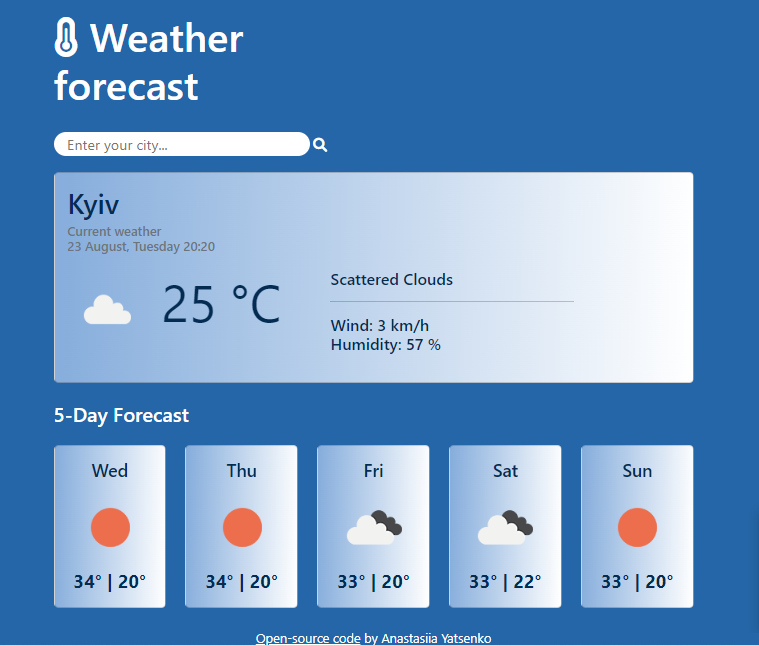 Weather
forecast
Enter your city...
Kyiv
Current weather
23 August, Tuesday 20:20
25 °C
Scattered Clouds
Wind: 3 km/h
Humidity: 57 %
5-Day Forecast
Wed
34° | 20°
Thu
34° | 20°
Fri
33° | 20°
Sat
33° | 22°
Sun
33° | 20°
Open-source code by Anastasiia Yatsenko